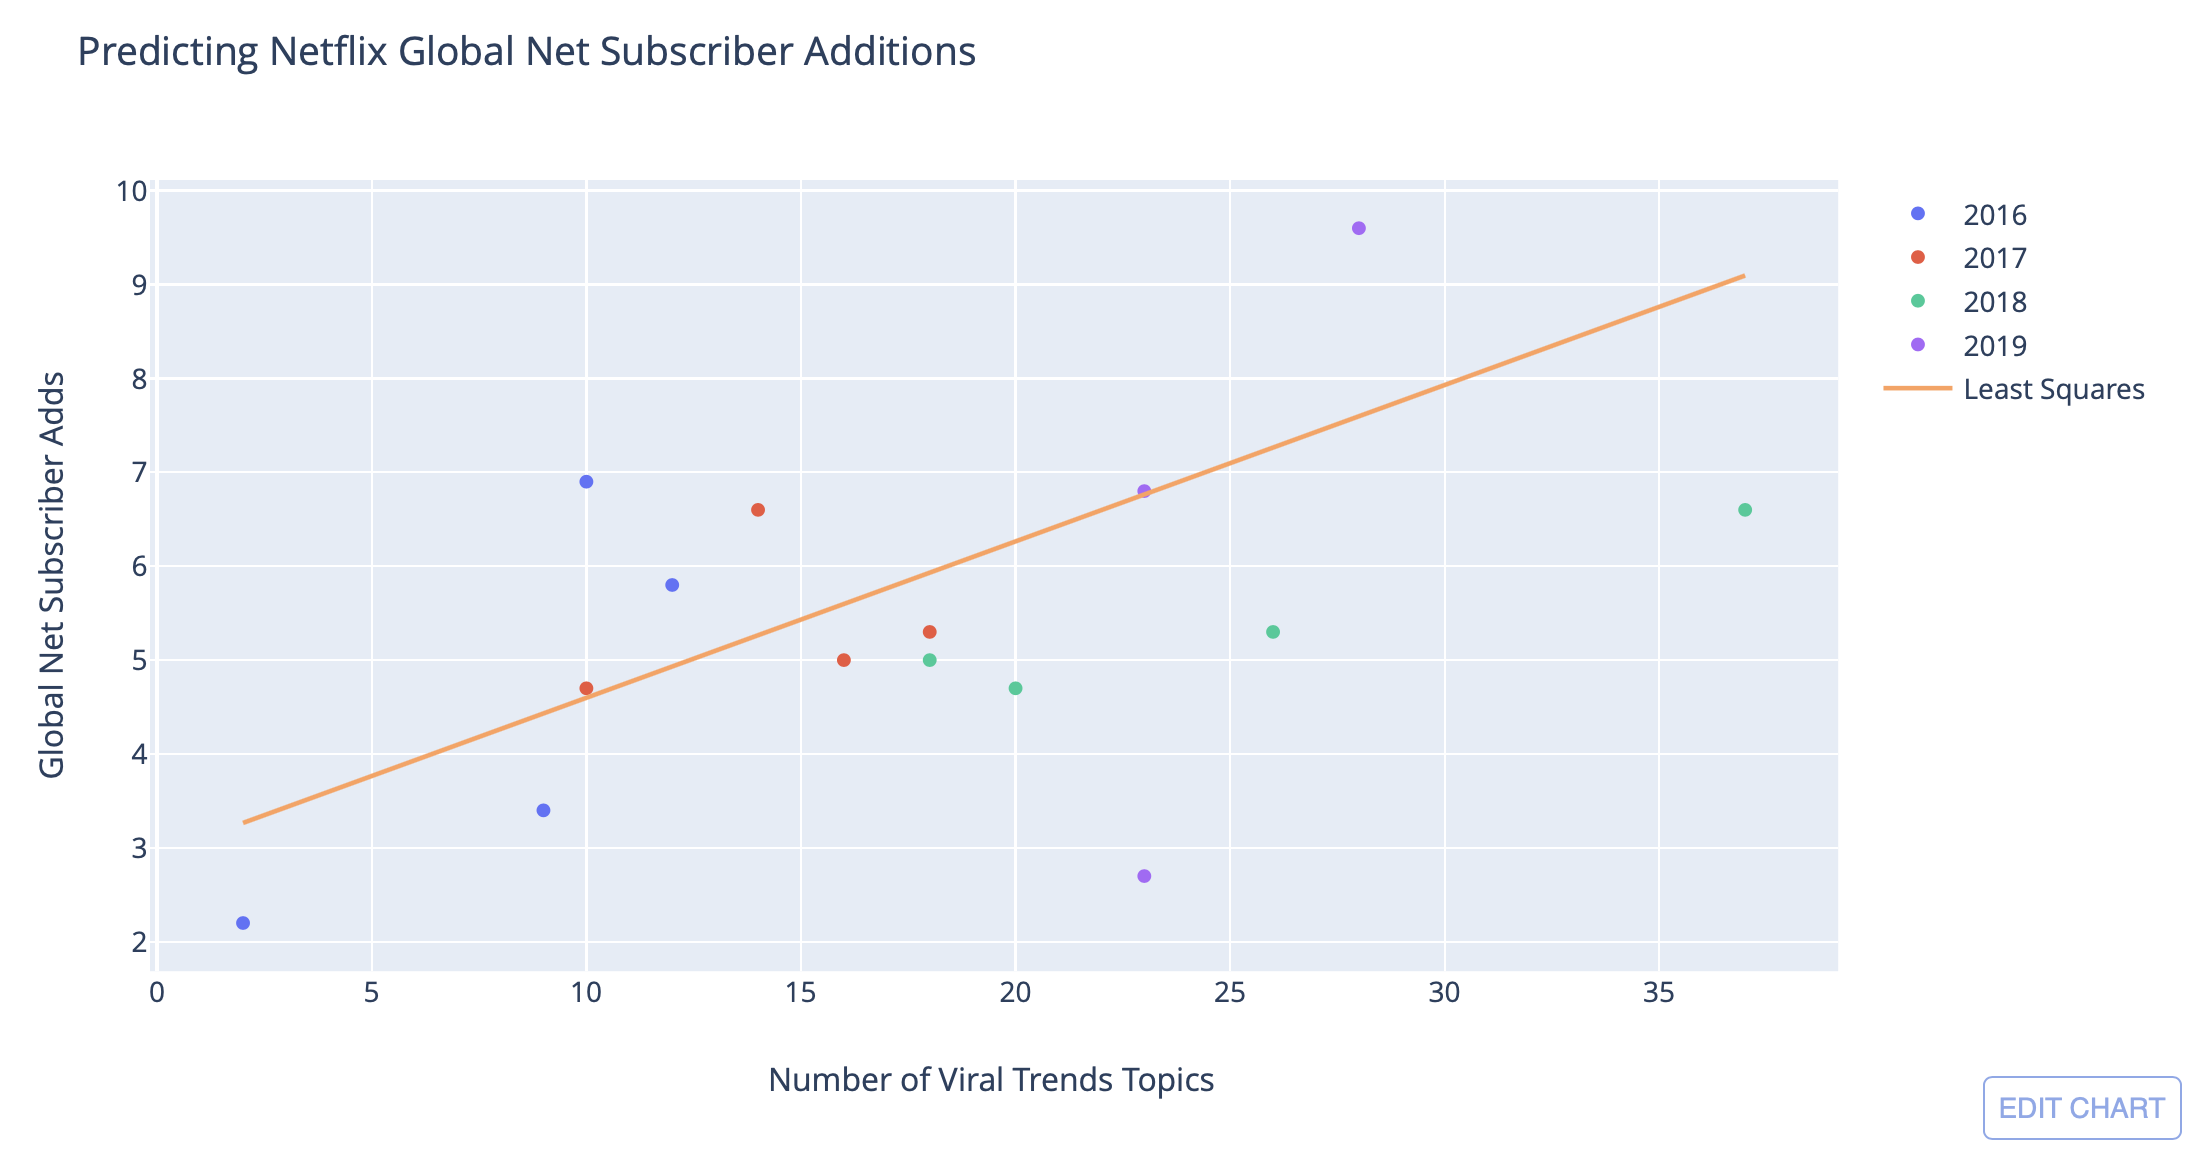 Predicting Netflix Global Net Subscriber Additions
10
9
8
7
6
5
4
3
2
Global Net Subscriber Adds
0 5 10 15 20 25 30 35
Number of Viral Trends Topics
2016
2017
2018
2019
Least Squares
EDIT CHART